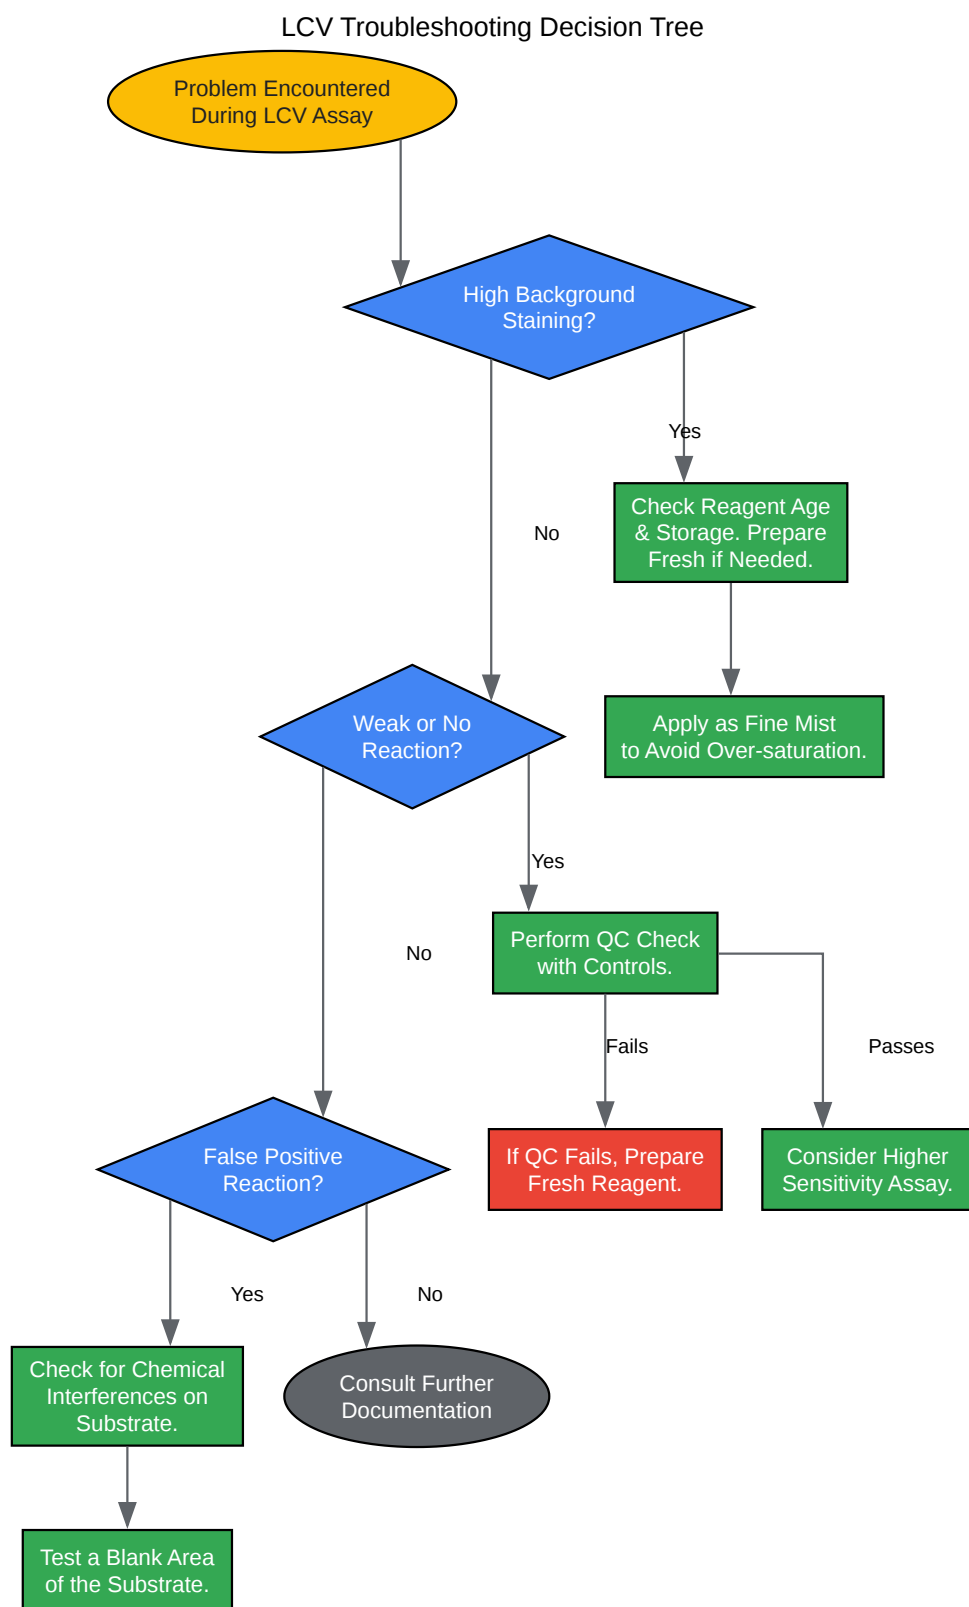 LCV Troubleshooting Decision Tree
Problem Encountered
During LCV Assay
High Background
Staining?
Yes
Check Reagent Age
& Storage. Prepare
Fresh if Needed.
No
Apply as Fine Mist
to Avoid Over-saturation.
Weak or No
Reaction?
Yes
Perform QC Check
with Controls.
No
Fails
Passes
If QC Fails, Prepare
Fresh Reagent.
Consider Higher
Sensitivity Assay.
False Positive
Reaction?
Yes
No
Check for Chemical
Interferences on
Substrate.
Consult Further
Documentation
Test a Blank Area
of the Substrate.